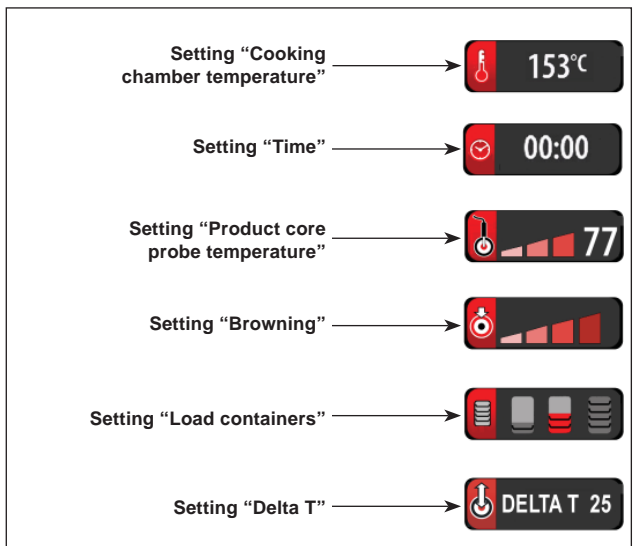 Setting “Cooking
chamber temperature”
153°C
Setting “Time”
00:00
Setting “Product core
probe temperature”
77
Setting “Browning”
Setting “Load containers”
Setting “Delta T”
DELTA T 25